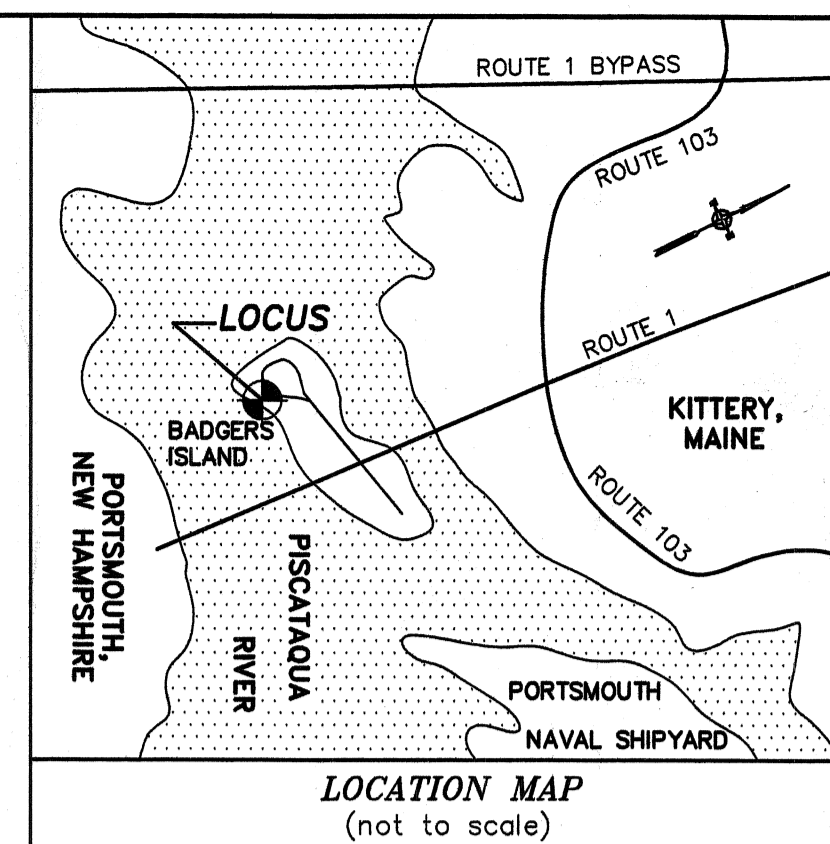 ROUTE 1 BYPASS
ROUTE 103
LOCUS
ROUTE 1
BADGERS
ISLAND
KITTERY,
MAINE
PORTSMOUTH,
NEW HAMPSHIRE
ROUTE 103
PISCATAQUA
RIVER
PORTSMOUTH
NAVAL SHIPYARD
LOCATION MAP
(not to scale)